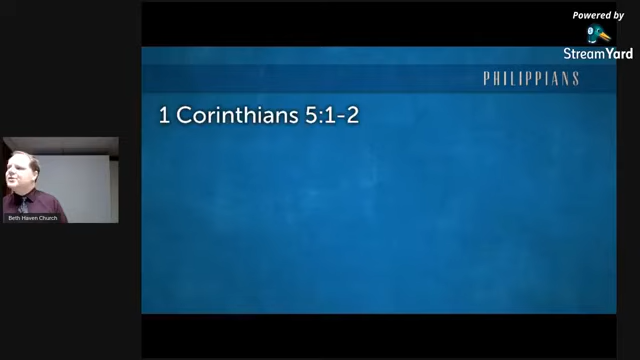 Powered by
StreamYard
PHILIPPIANS
1 Corinthians 5:1-2
Beth Haven Church